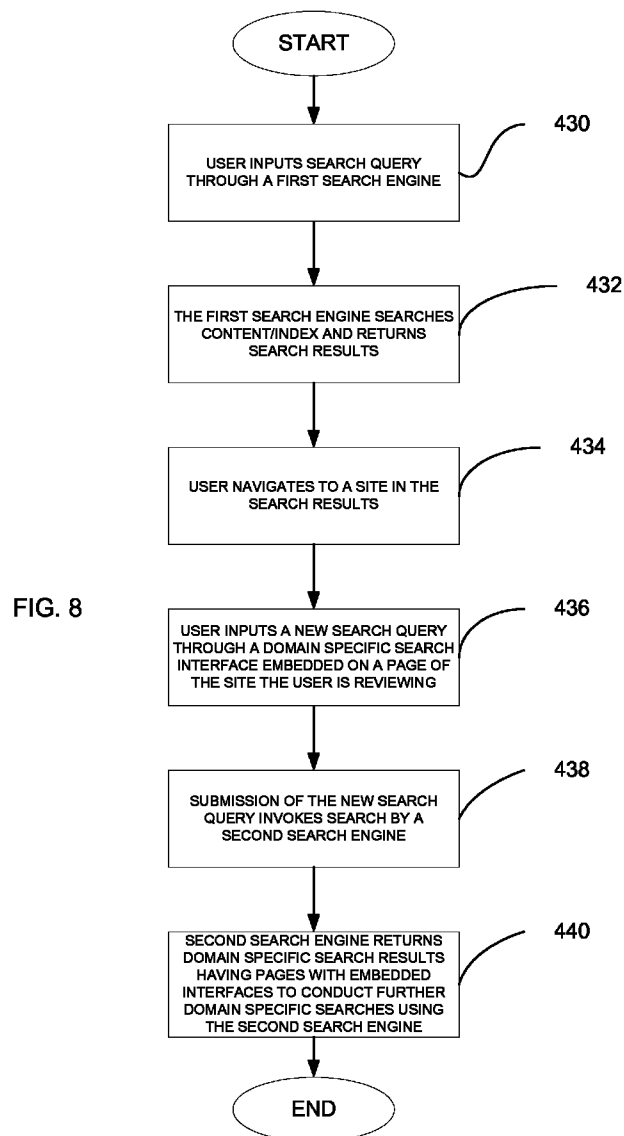 START
430
USER INPUTS SEARCH QUERY
THROUGH A FIRST SEARCH ENGINE
432
THE FIRST SEARCH ENGINE SEARCHES
CONTENT/INDEX AND RETURNS
SEARCH RESULTS
434
USER NAVIGATES TO A SITE IN THE
SEARCH RESULTS
FIG. 8
436
USER INPUTS A NEW SEARCH QUERY
THROUGH A DOMAIN SPECIFIC SEARCH
INTERFACE EMBEDDED ON A PAGE OF
THE SITE THE USER IS REVIEWING
438
SUBMISSION OF THE NEW SEARCH
QUERY INVOKES SEARCH BY A
SECOND SEARCH ENGINE
440
SECOND SEARCH ENGINE RETURNS
DOMAIN SPECIFIC SEARCH RESULTS
HAVING PAGES WITH EMBEDDED
INTERFACES TO CONDUCT FURTHER
DOMAIN SPECIFIC SEARCHES USING
THE SECOND SEARCH ENGINE
END